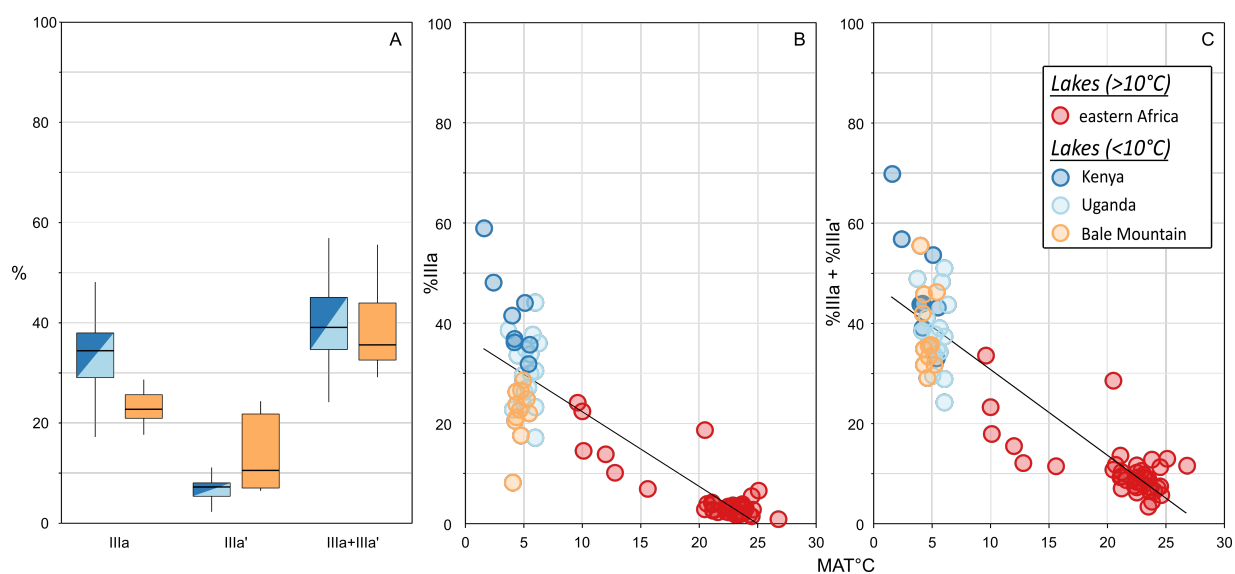 A
100
80
60
40
20
0
%
IIIa
IIIa'
IIIa+IIIa'
B
100
80
60
40
20
0
%IIIa
0
5
10
15
20
25
30
C
100
80
60
40
20
0
%IIIa + %IIIa'
0
5
10
15
20
25
30
MAT°C
Lakes (>10°C)
eastern Africa
Lakes (<10°C)
Kenya
Uganda
Bale Mountain